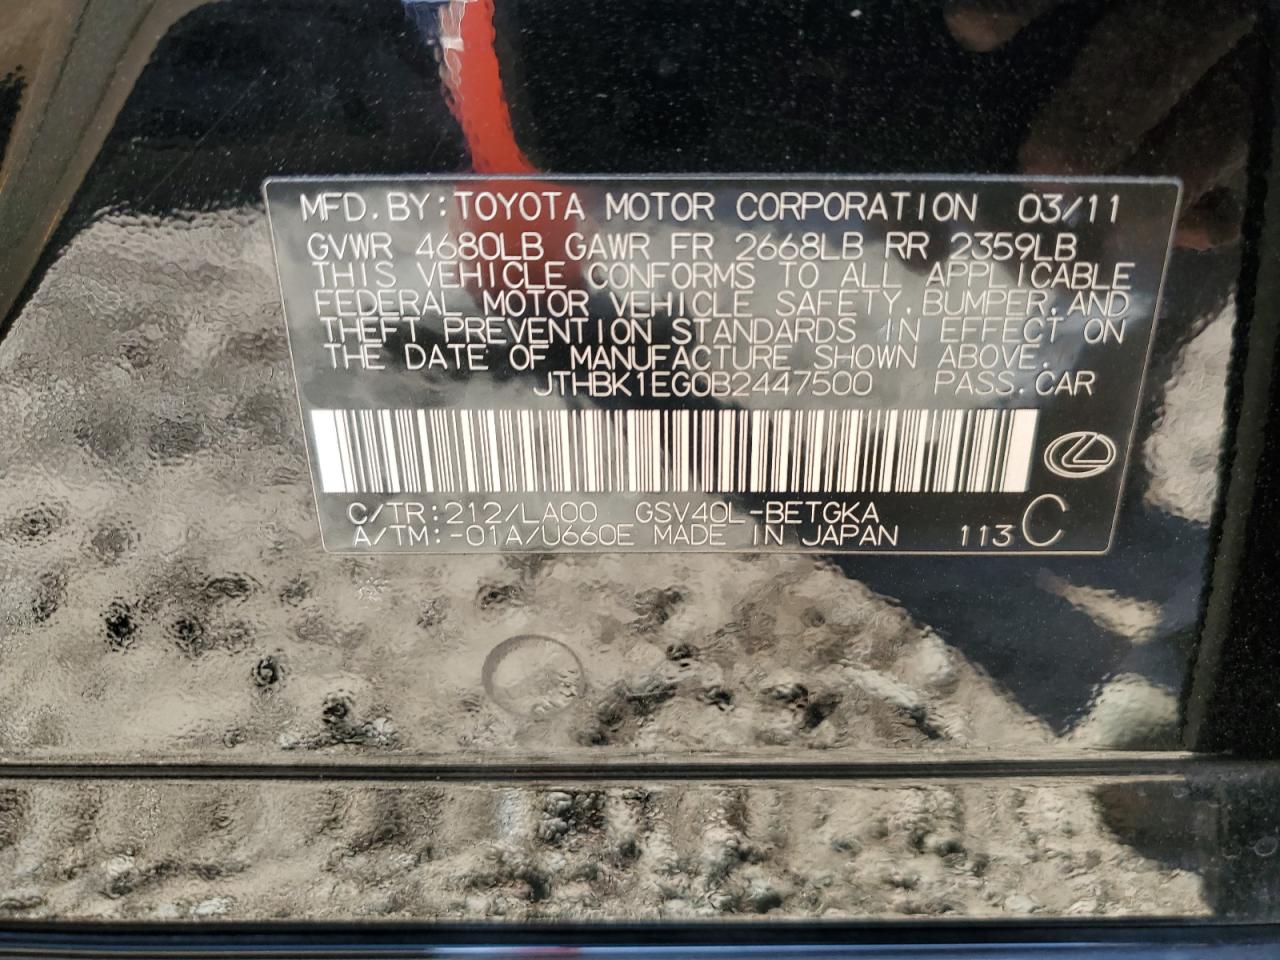 MFD.BY:TOYOTA MOTOR CORPORATION 03/11
GVWR 4680LB GAWR FR 2668LB RR 2359LB
THIS VEHICLE CONFORMS TO ALL APPLICABLE
FEDERAL MOTOR VEHICLE SAFETY,BUMPER,AND
THEFT PREVENTION STANDARDS IN EFFECT ON
THE DATE OF MANUFACTURE SHOWN ABOVE.
JTHBK1EG0B2447500 PASS.CAR
C/TR:212/LA00 GSV40L-BETGKA
A/TM:-01A/U660E MADE IN JAPAN 113 C